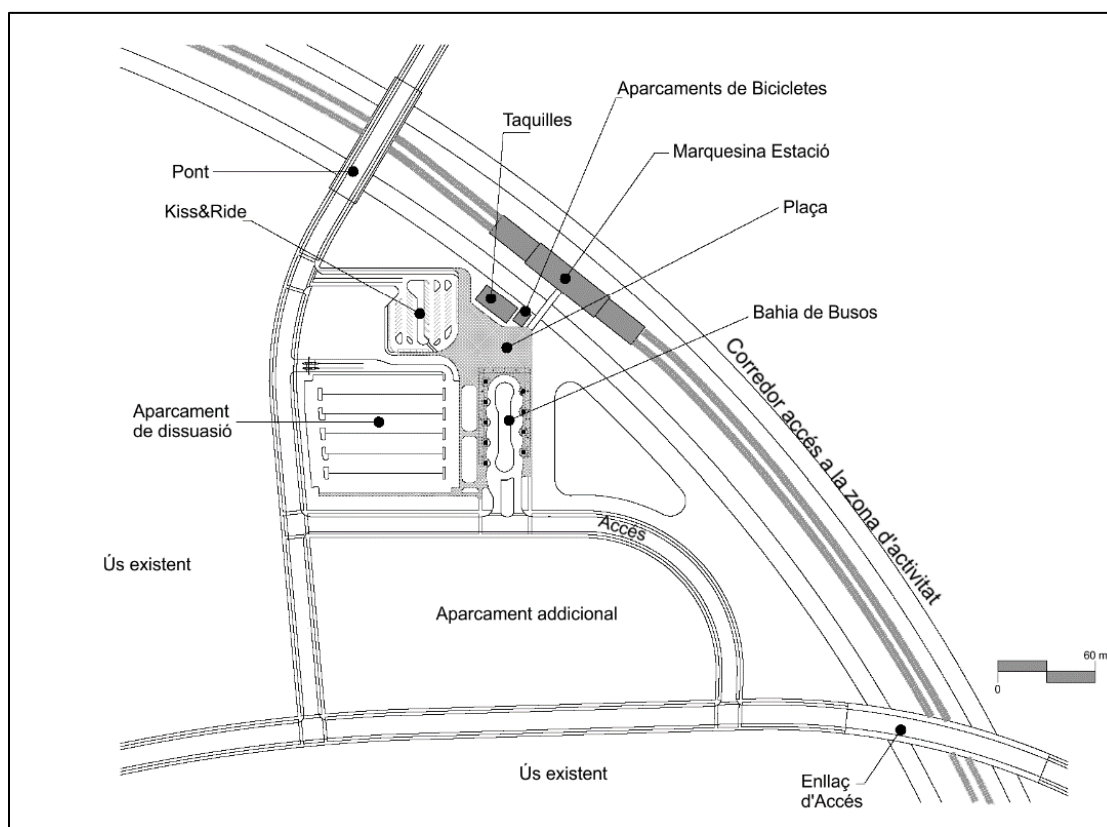 Aparcaments de Bicicletes
Taquilles
Marquesina Estació
Pont
Plaça
Kiss&Ride
Bahia de Busos
Corredor accés a la zona d'activitat
Aparcament
de dissuasió
Accés
Ús existent
Aparcament addicional
60 m
0
Ús existent
Enllaç
d'Accés